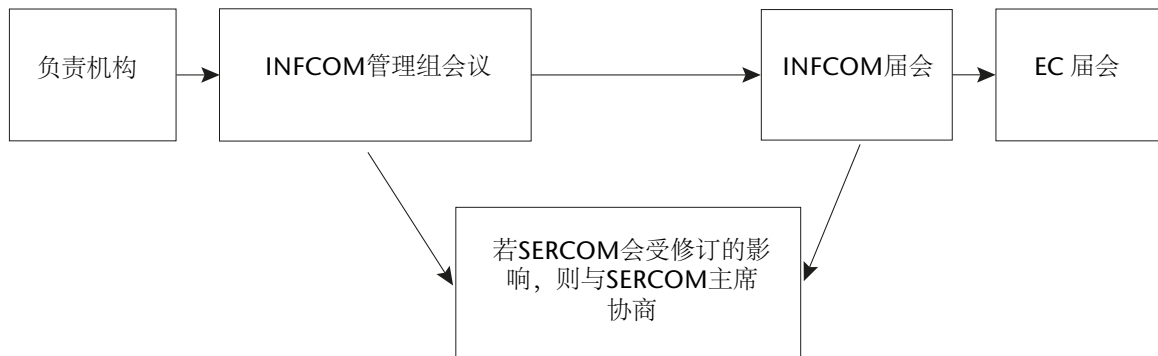 负责机构
INFCOM管理组会议
INFCOM届会
EC 届会
若SERCOM会受修订的影
响，则与SERCOM主席
协商